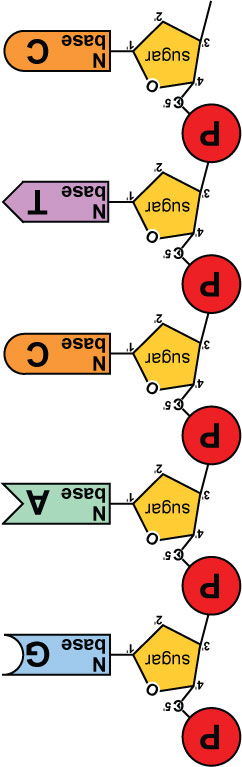 P
5' C
O
4'
sugar
N
base
G
3'
1'
2'
P
5' C
O
4'
sugar
N
base
A
3'
1'
2'
P
5' C
O
4'
sugar
N
base
C
3'
1'
2'
P
5' C
O
4'
sugar
N
base
T
3'
1'
2'
P
5' C
O
4'
sugar
N
base
C
3'
1'
2'